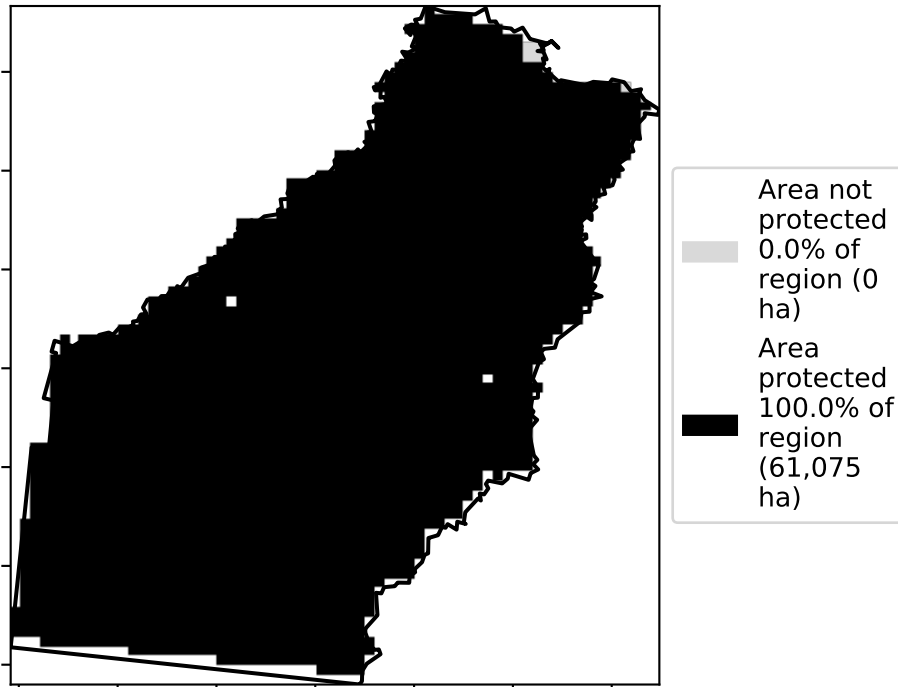 Area not
protected
0.0% of
region (0
ha)
Area
protected
100.0% of
region
(61,075
ha)